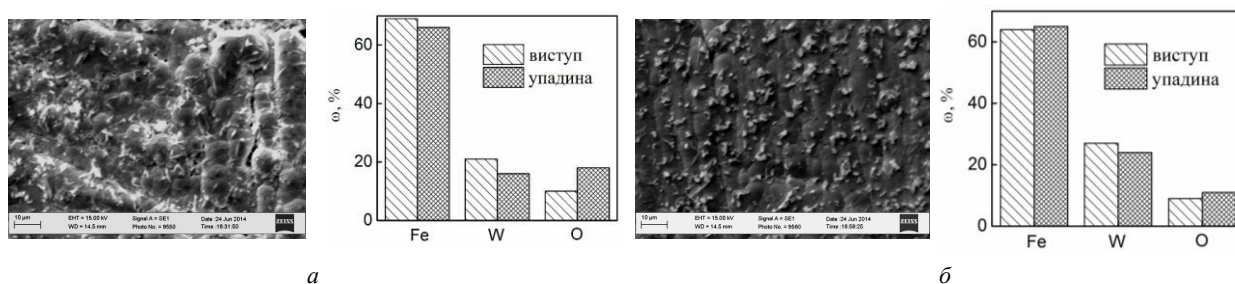 10 µm
EHT = 15.00 kV
Signal A = SE1
Date :24 Jun 2014
WD = 14.5 mm
Photo No. = 9550
Time :16:31:50
ZEISS
ω, %
60
40
20
0
виступ
упадина
Fe W O
10 µm
EHT = 15.00 kV
Signal A = SE1
Date :24 Jun 2014
WD = 14.5 mm
Photo No. = 9560
Time :16:58:25
ZEISS
ω, %
60
40
20
0
виступ
упадина
Fe W O
а б